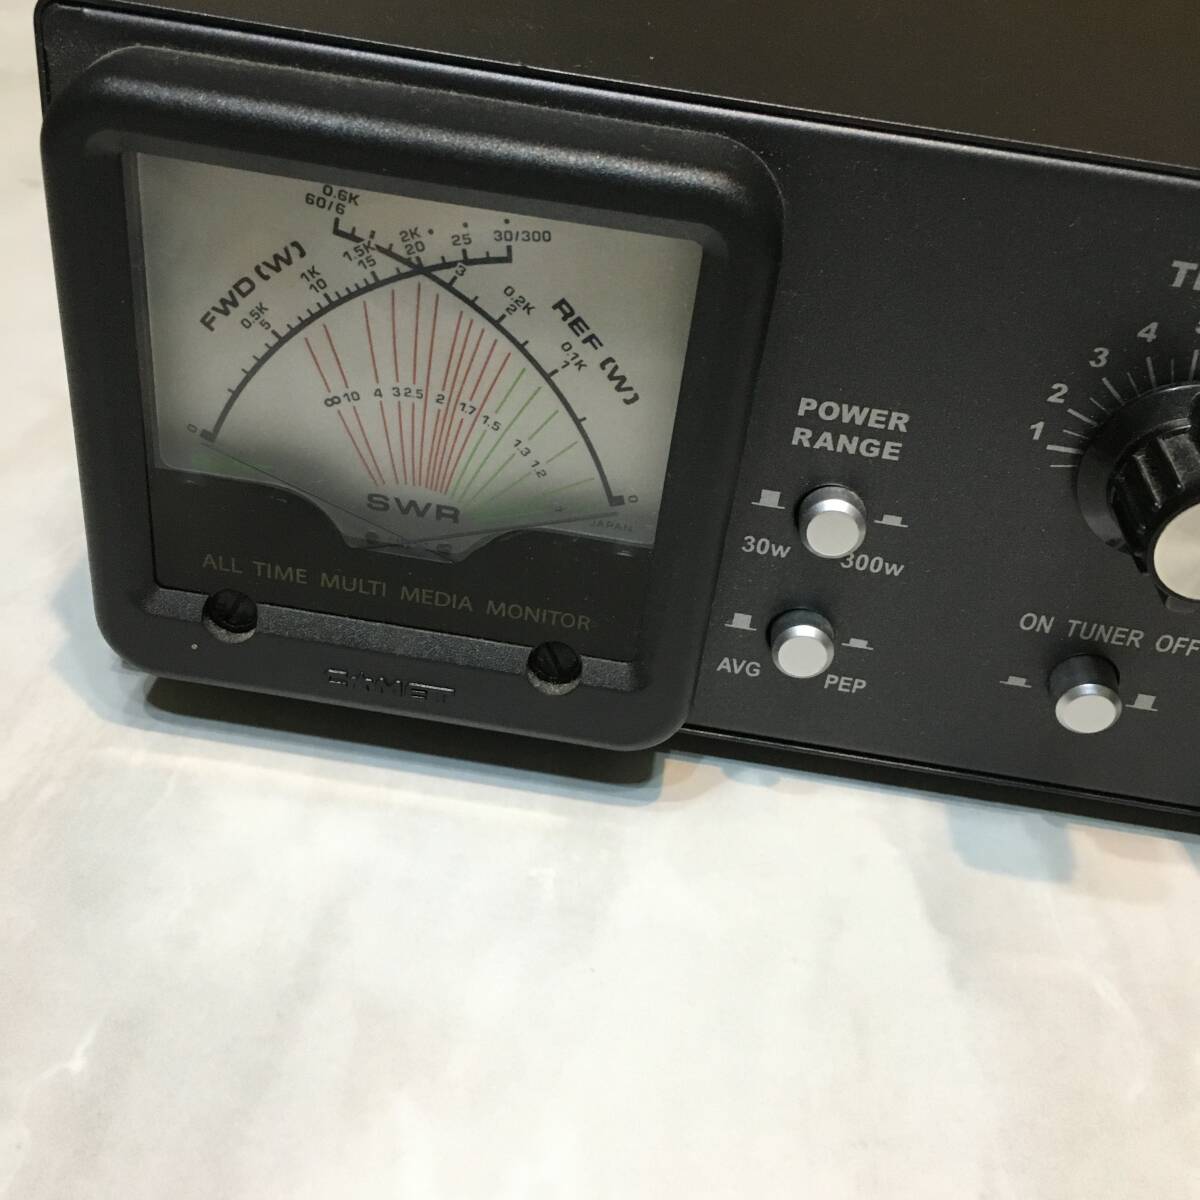 0.6K
60/6
FWD(W)
0 0.5K 5 1K 10 1.5K 15 2K 20 25 30/300
REF(W)
3 0.2K 2 0.1K 1 0
∞ 10 4 3 2.5 2 1.7 1.5 1.3 1.2
SWR
JAPAN
ALL TIME MULTI MEDIA MONITOR
COMET
POWER
RANGE
30W 300W
AVG PEP
1 2 3 4
ON TUNER OFF